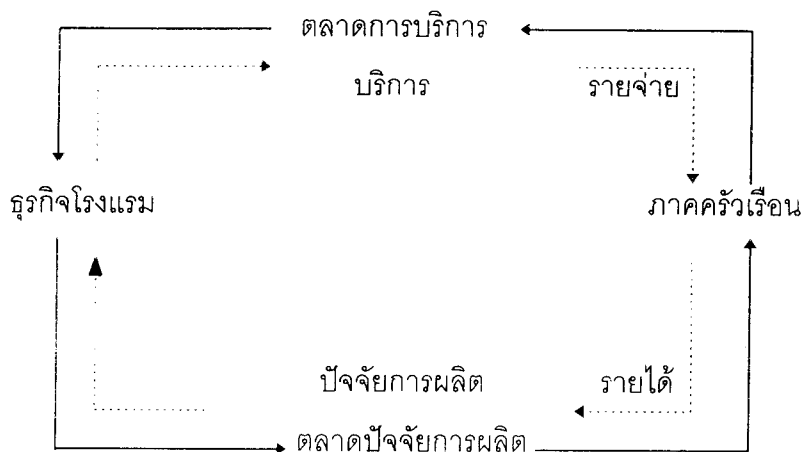 ตลาดการบริการ
บริการ
รายจ่าย
ธุรกิจโรงแรม
ภาคครัวเรือน
ปัจจัยการผลิต
รายได้
ตลาดปัจจัยการผลิต